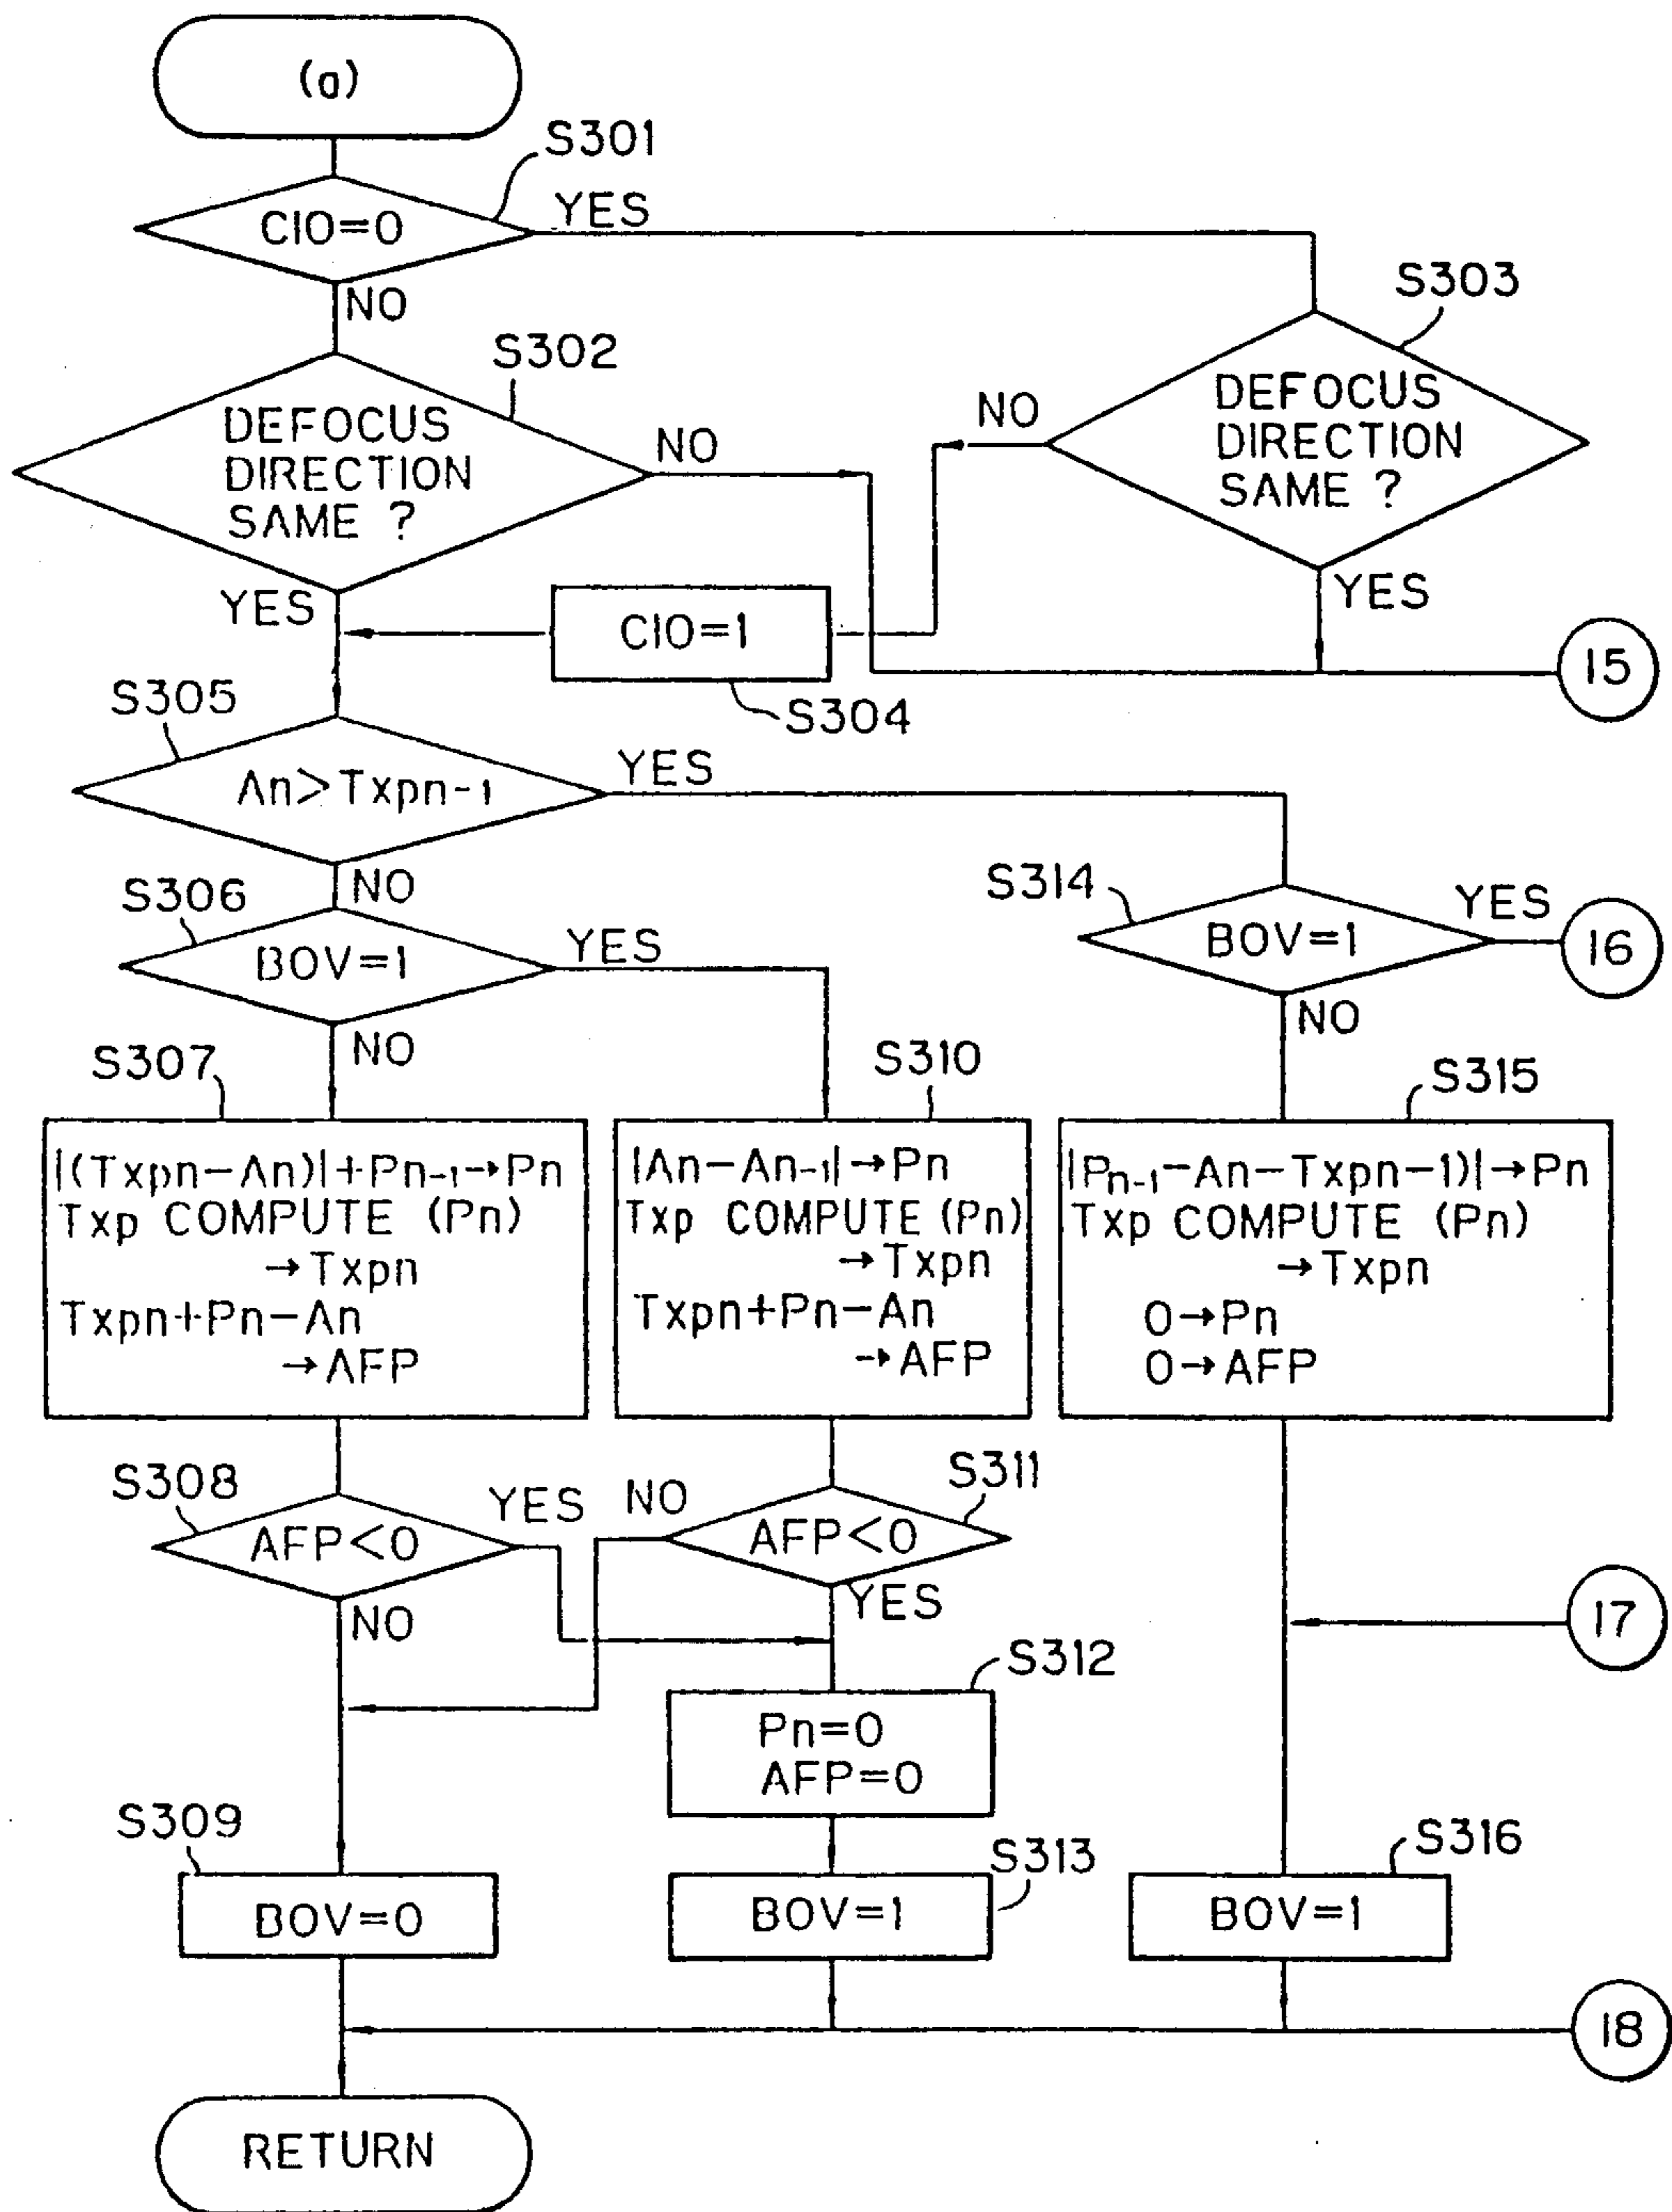 (a)
S301
CIO=0
YES
NO
S303
S302
DEFOCUS
DIRECTION
SAME ?
NO
YES
NO
DEFOCUS
DIRECTION
SAME ?
YES
CIO=1
S304
15
S305
An>Txpn-1
YES
NO
S306
BOV=1
YES
NO
S314
BOV=1
YES
16
NO
S307
|(Txpn-An)|+Pn-1→Pn
Txp COMPUTE (Pn)
→Txpn
Txpn+Pn-An
→AFP
S310
|An-An-1|→Pn
Txp COMPUTE (Pn)
→Txpn
Txpn+Pn-An
→AFP
S315
|Pn-1-An-Txpn-1)|→Pn
Txp COMPUTE (Pn)
→Txpn
0→Pn
0→AFP
S308
AFP<0
YES
NO
NO
S311
AFP<0
YES
17
S312
Pn=0
AFP=0
S309
BOV=0
S313
BOV=1
S316
BOV=1
18
RETURN